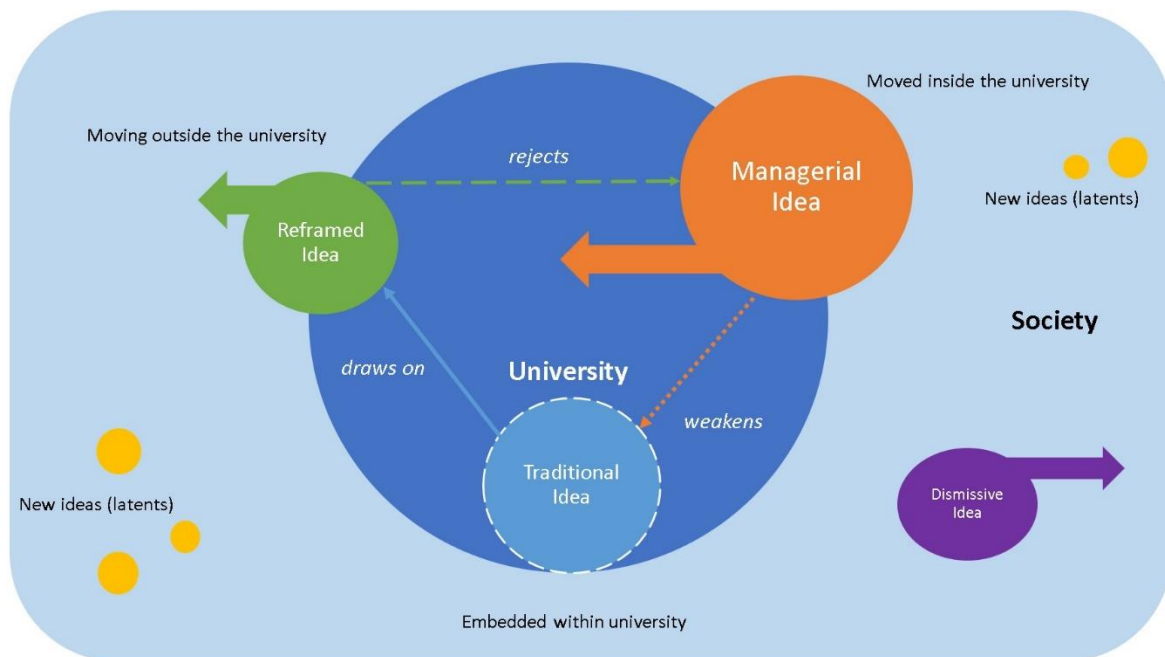 Moved inside the university
Moving outside the university
rejects
Managerial
Idea
New ideas (latents)
Reframed
Idea
Society
draws on
University
weakens
Traditional
Idea
New ideas (latents)
Dismissive
Idea
Embedded within university